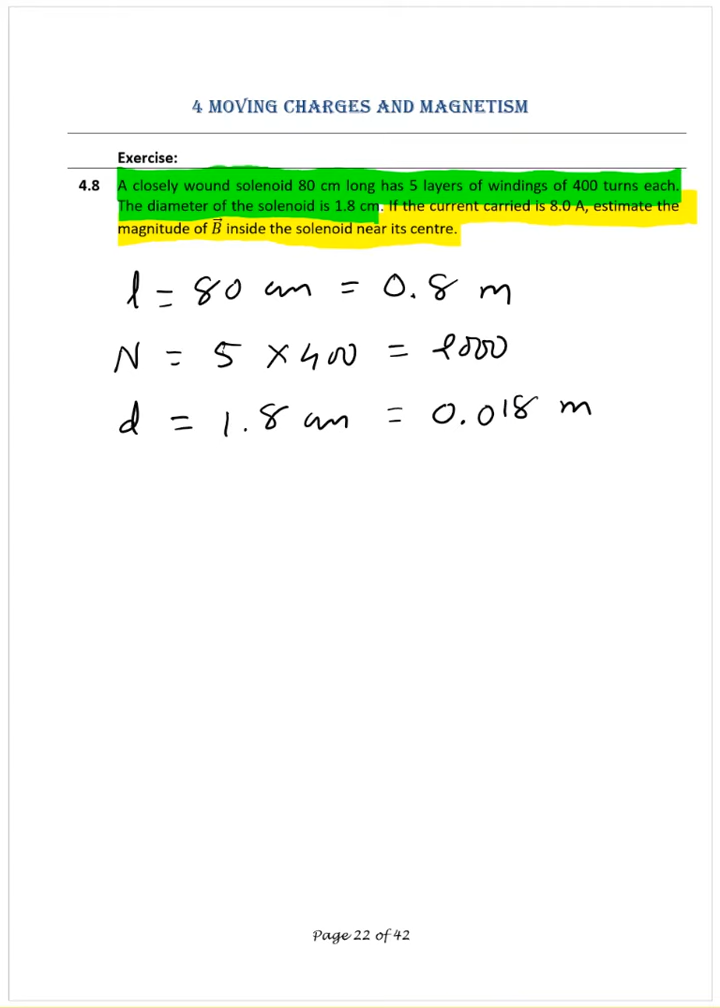 4 MOVING CHARGES AND MAGNETISM
Exercise:
4.8 A closely wound solenoid 80 cm long has 5 layers of windings of 400 turns each.
The diameter of the solenoid is 1.8 cm. If the current carried is 8.0 A, estimate the
magnitude of \(\vec{B}\) inside the solenoid near its centre.
l = 80 cm = 0.8 m
N = 5 × 400 = 2000
d = 1.8 cm = 0.018 m
Page 22 of 42